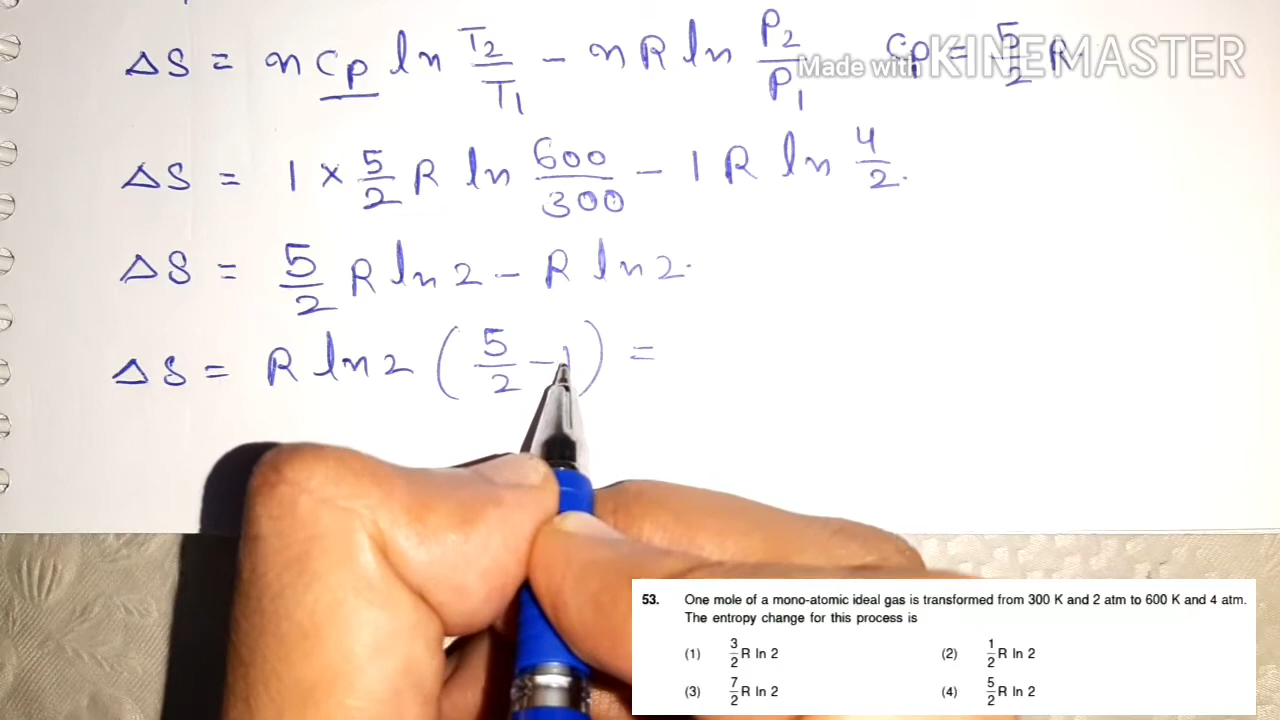 ΔS = n Cp ln T2/T1 − n R ln P2/P1 Cp = 5/2 R
Made with KINEMASTER
ΔS = 1 × 5/2 R ln 600/300 − 1 R ln 4/2.
ΔS = 5/2 R ln 2 − R ln 2.
ΔS = R ln 2 ( 5/2 − 1 ) =
53. One mole of a mono-atomic ideal gas is transformed from 300 K and 2 atm to 600 K and 4 atm.
The entropy change for this process is
(1) 3/2 R ln 2 (2) 1/2 R ln 2
(3) 7/2 R ln 2 (4) 5/2 R ln 2